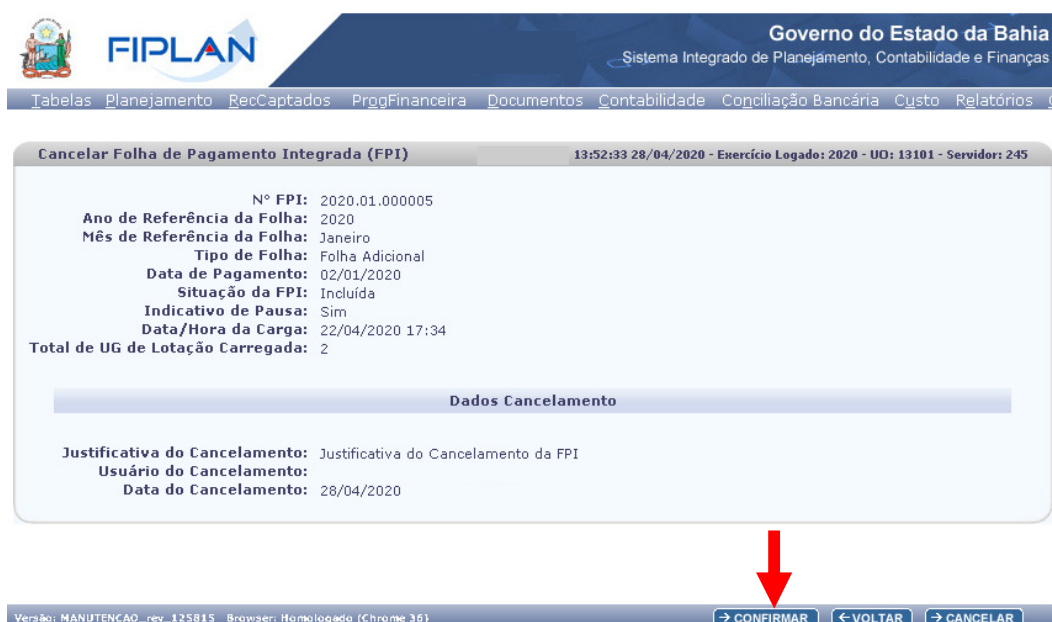 FIPLAN
Governo do Estado da Bahia
Sistema Integrado de Planejamento, Contabilidade e Finanças
Tabelas Planejamento RecCaptados ProgFinanceira Documentos Contabilidade Conciliação Bancária Custo Relatórios
Cancelar Folha de Pagamento Integrada (FPI) 13:52:33 28/04/2020 - Exercício Logado: 2020 - UO: 13101 - Servidor: 245
Nº FPI: 2020.01.000005
Ano de Referência da Folha: 2020
Mês de Referência da Folha: Janeiro
Tipo de Folha: Folha Adicional
Data de Pagamento: 02/01/2020
Situação da FPI: Incluída
Indicativo de Pausa: Sim
Data/Hora da Carga: 22/04/2020 17:34
Total de UG de Lotação Carregada: 2
Dados Cancelamento
Justificativa do Cancelamento: Justificativa do Cancelamento da FPI
Usuário do Cancelamento:
Data do Cancelamento: 28/04/2020
Versão: MANUTENCAO_rev_125815 Browser: Homologado (Chrome 36) → CONFIRMAR ← VOLTAR → CANCELAR